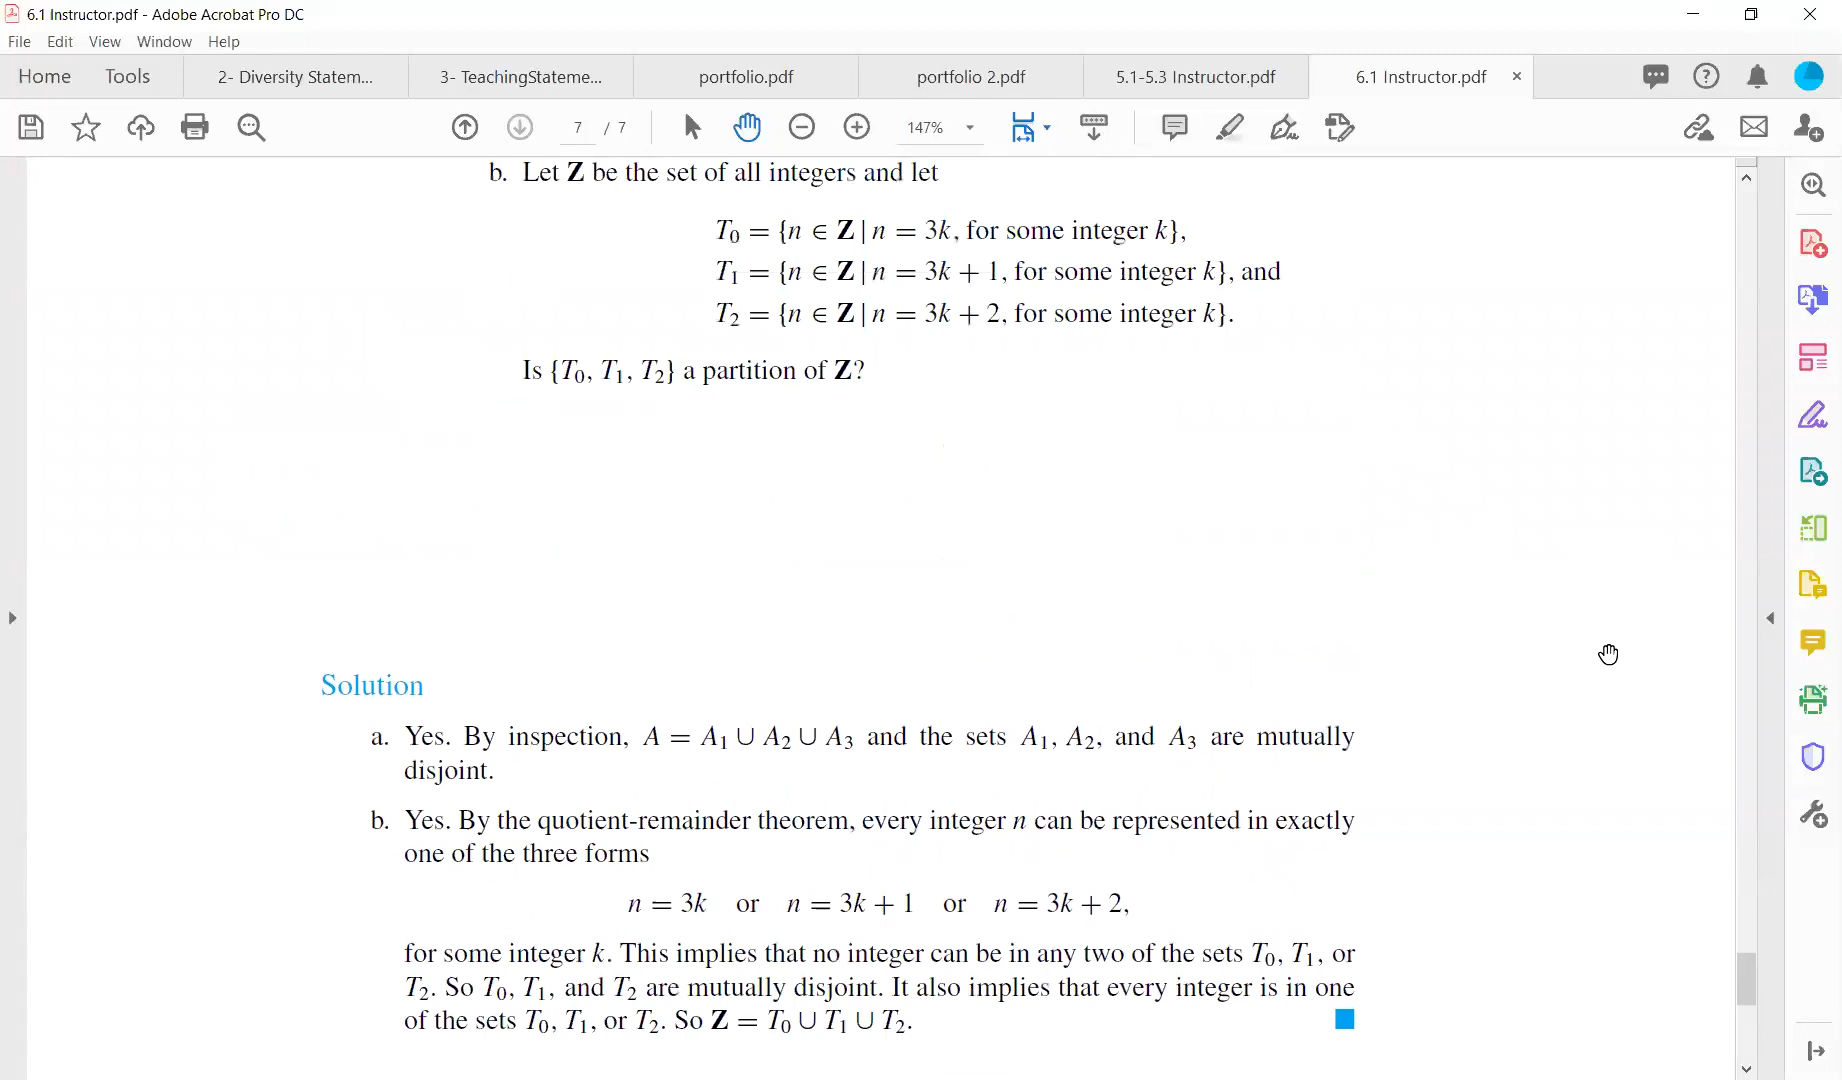 6.1 Instructor.pdf - Adobe Acrobat Pro DC
File Edit View Window Help
Home Tools 2- Diversity Statem... 3- TeachingStateme... portfolio.pdf portfolio 2.pdf 5.1-5.3 Instructor.pdf 6.1 Instructor.pdf ×
7 / 7 147%
b. Let Z be the set of all integers and let
T₀ = {n ∈ Z | n = 3k, for some integer k},
T₁ = {n ∈ Z | n = 3k + 1, for some integer k}, and
T₂ = {n ∈ Z | n = 3k + 2, for some integer k}.
Is {T₀, T₁, T₂} a partition of Z?
Solution
a. Yes. By inspection, A = A₁ ∪ A₂ ∪ A₃ and the sets A₁, A₂, and A₃ are mutually
disjoint.
b. Yes. By the quotient-remainder theorem, every integer n can be represented in exactly
one of the three forms
n = 3k or n = 3k + 1 or n = 3k + 2,
for some integer k. This implies that no integer can be in any two of the sets T₀, T₁, or
T₂. So T₀, T₁, and T₂ are mutually disjoint. It also implies that every integer is in one
of the sets T₀, T₁, or T₂. So Z = T₀ ∪ T₁ ∪ T₂.